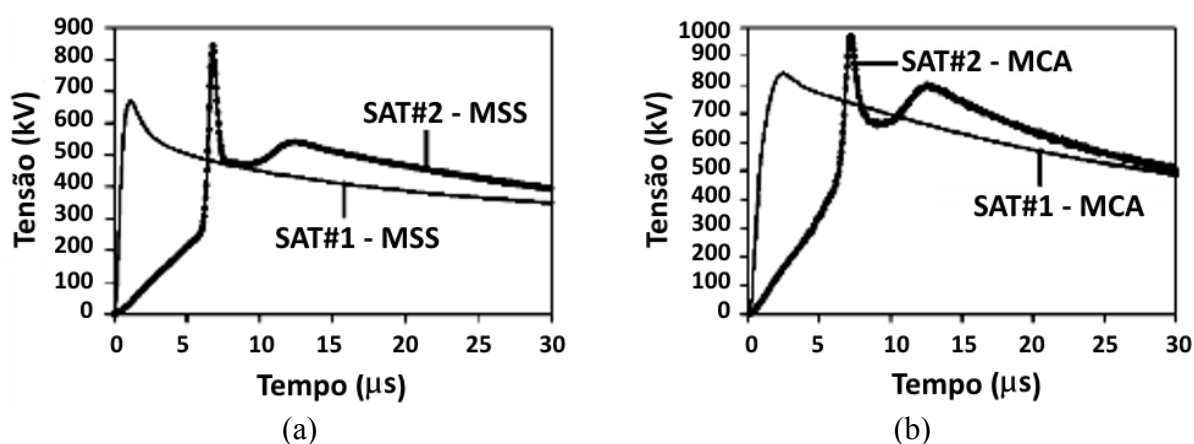 900
800
700
600
500
400
300
200
100
0
Tensão (kV)
SAT#2 - MSS
SAT#1 - MSS
0 5 10 15 20 25 30
Tempo (μs)
(a)
1000
900
800
700
600
500
400
300
200
100
0
Tensão (kV)
SAT#2 - MCA
SAT#1 - MCA
0 5 10 15 20 25 30
Tempo (μs)
(b)